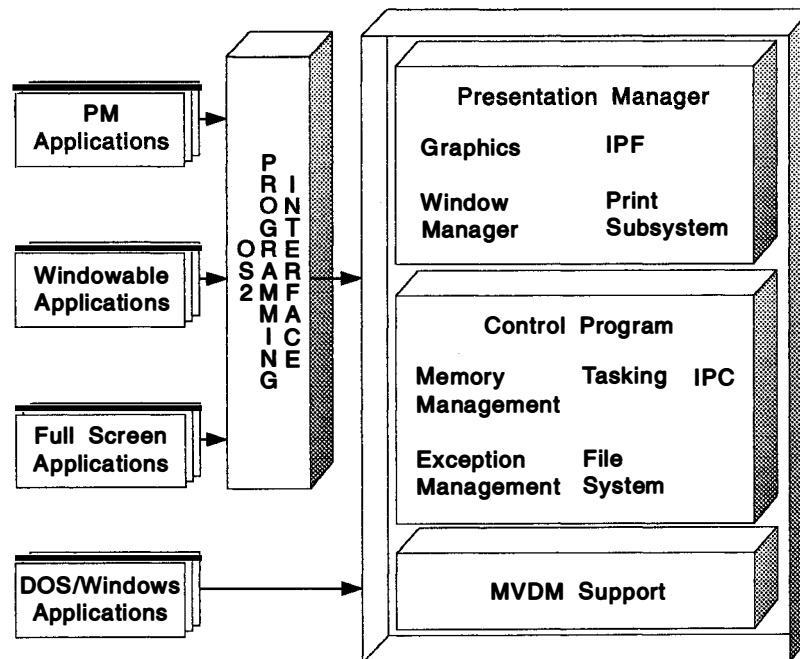 PM
Applications
Windowable
Applications
Full Screen
Applications
DOS/Windows
Applications
OS2
PROGRAMMING
INTERFACE
Presentation Manager
Graphics IPF
Window Print
Manager Subsystem
Control Program
Memory Tasking IPC
Management
Exception File
Management System
MVDM Support